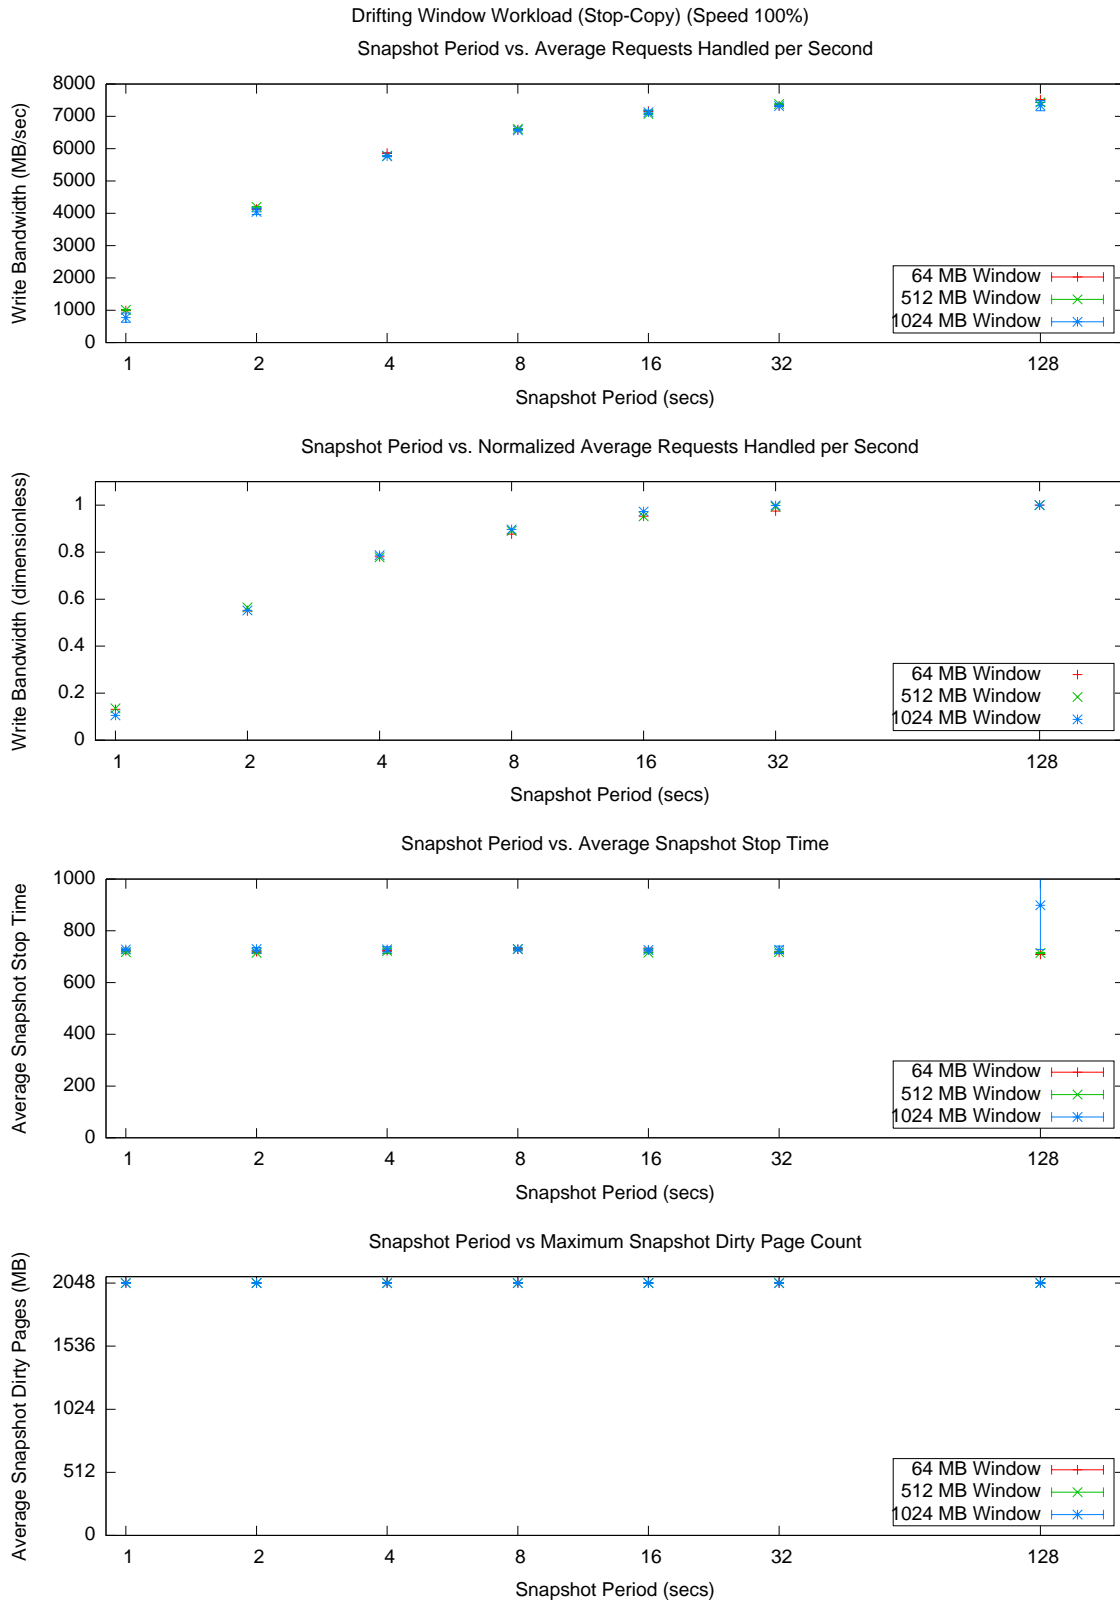 Drifting Window Workload (Stop-Copy) (Speed 100%)
Snapshot Period vs. Average Requests Handled per Second
Write Bandwidth (MB/sec)
8000
7000
6000
5000
4000
3000
2000
1000
0
64 MB Window
512 MB Window
1024 MB Window
1 2 4 8 16 32 128
Snapshot Period (secs)
Snapshot Period vs. Normalized Average Requests Handled per Second
Write Bandwidth (dimensionless)
1
0.8
0.6
0.4
0.2
0
64 MB Window
512 MB Window
1024 MB Window
1 2 4 8 16 32 128
Snapshot Period (secs)
Snapshot Period vs. Average Snapshot Stop Time
Average Snapshot Stop Time
1000
800
600
400
200
0
64 MB Window
512 MB Window
1024 MB Window
1 2 4 8 16 32 128
Snapshot Period (secs)
Snapshot Period vs Maximum Snapshot Dirty Page Count
Average Snapshot Dirty Pages (MB)
2048
1536
1024
512
0
64 MB Window
512 MB Window
1024 MB Window
1 2 4 8 16 32 128
Snapshot Period (secs)